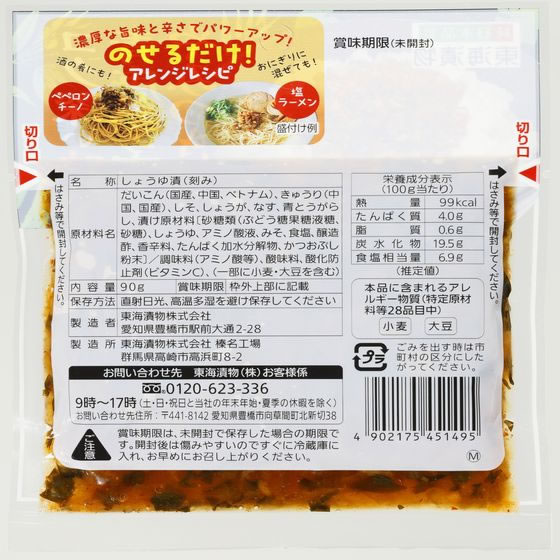 濃厚な旨味と辛さでパワーアップ!
のせるだけ!
アレンジレシピ
酒の肴にも!
おにぎりに
混ぜても!
ペペロン
チーノ
塩
ラーメン
盛付け例
賞味期限(未開封)
東海漬物
切り口
切り口
はさみ等で開封してください。
はさみ等で開封してください。
名称 しょうゆ漬(刻み)
原材料名 だいこん(国産、中国、ベトナム)、きゅうり(中
国、国産)、しそ、しょうが、なす、青とうがら
し、漬け原材料[砂糖類(ぶどう糖果糖液糖、
砂糖)、しょうゆ、アミノ酸液、みそ、食塩、醸造
酢、香辛料、たんぱく加水分解物、かつおぶし
粉末]/調味料(アミノ酸等)、酸味料、酸化防
止剤(ビタミンC)、(一部に小麦・大豆を含む)
内容量 90g 賞味期限 枠外上部に記載
保存方法 直射日光、高温多湿を避け保存してください
製造者 東海漬物株式会社
愛知県豊橋市駅前大通2-28
製造所 東海漬物株式会社 榛名工場
群馬県高崎市高浜町8-2
お問い合わせ先 東海漬物(株)お客様係
0120-623-336
9時〜17時(土・日・祝日と当社の年末年始・夏季の休暇を除く)
お問い合わせ先住所:〒441-8142 愛知県豊橋市向草間町北新切38
ご注意
賞味期限は、未開封で保存した場合の期限で
す。開封後は傷みやすいのですぐに冷蔵庫に
入れ、お早めにお召し上がりください。
栄養成分表示
(100g当たり)
熱量 99kcal
たんぱく質 4.0g
脂質 0.6g
炭水化物 19.5g
食塩相当量 6.9g
(推定値)
本品に含まれるアレ
ルギー物質(特定原材
料等28品目中)
小麦 大豆
プラ
ごみを出す時は市
町村の区分にした
がってください。
4 902175 451495
M